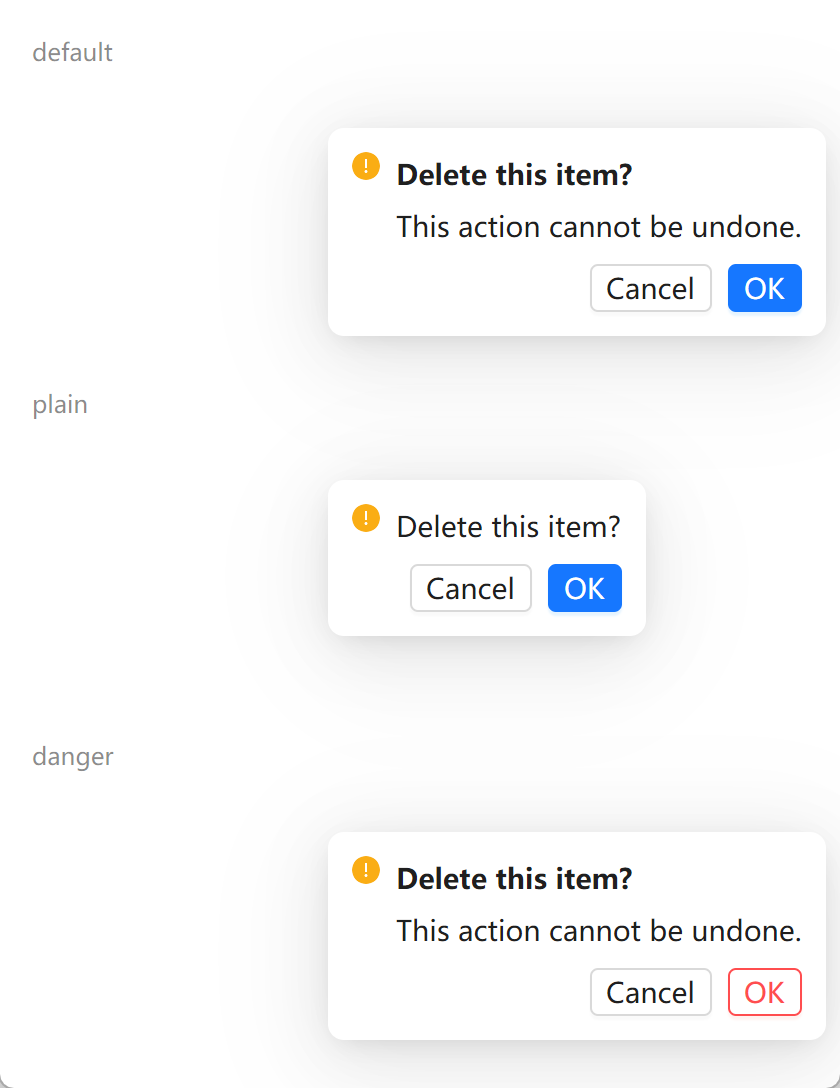 default
Delete this item?
This action cannot be undone.
Cancel OK
plain
Delete this item?
Cancel OK
danger
Delete this item?
This action cannot be undone.
Cancel OK